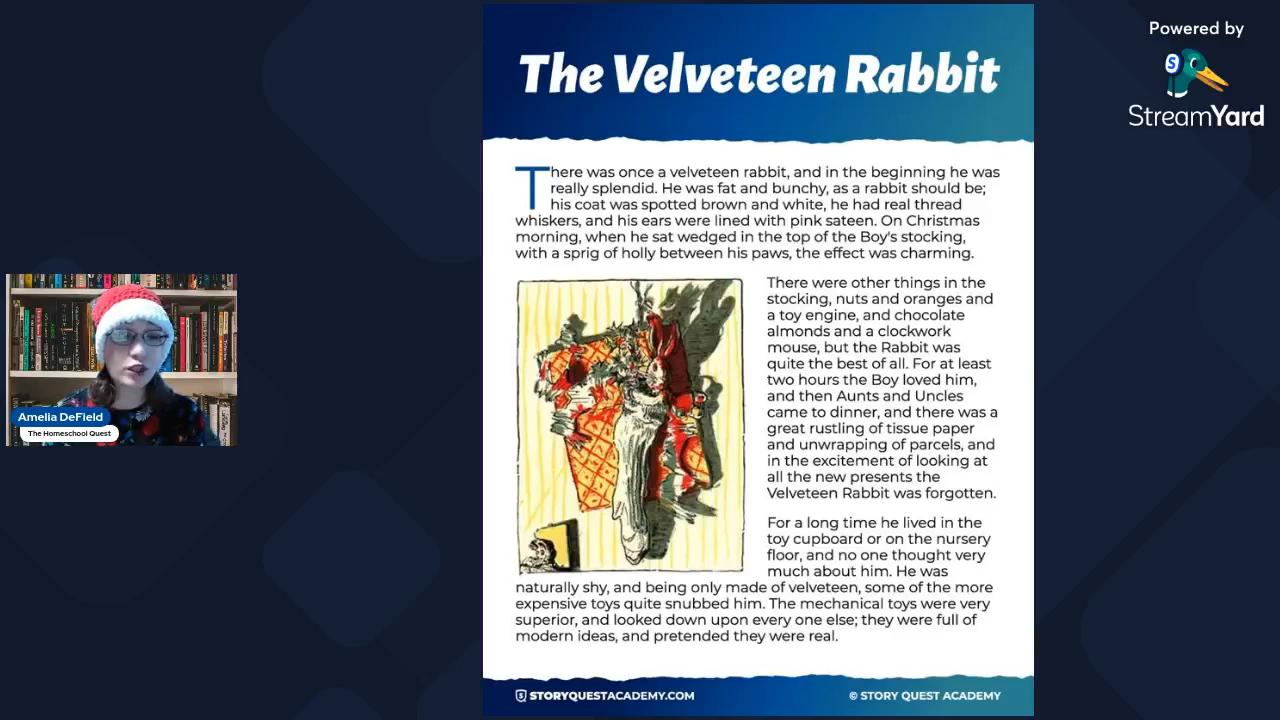 Powered by
S
StreamYard
The Velveteen Rabbit
There was once a velveteen rabbit, and in the beginning he was
really splendid. He was fat and bunchy, as a rabbit should be;
his coat was spotted brown and white, he had real thread
whiskers, and his ears were lined with pink sateen. On Christmas
morning, when he sat wedged in the top of the Boy's stocking,
with a sprig of holly between his paws, the effect was charming.
There were other things in the
stocking, nuts and oranges and
a toy engine, and chocolate
almonds and a clockwork
mouse, but the Rabbit was
quite the best of all. For at least
two hours the Boy loved him,
and then Aunts and Uncles
came to dinner, and there was a
great rustling of tissue paper
and unwrapping of parcels, and
in the excitement of looking at
all the new presents the
Velveteen Rabbit was forgotten.
For a long time he lived in the
toy cupboard or on the nursery
floor, and no one thought very
much about him. He was
naturally shy, and being only made of velveteen, some of the more
expensive toys quite snubbed him. The mechanical toys were very
superior, and looked down upon every one else; they were full of
modern ideas, and pretended they were real.
STORYQUESTACADEMY.COM
© STORY QUEST ACADEMY
Amelia DeField
The Homeschool Quest